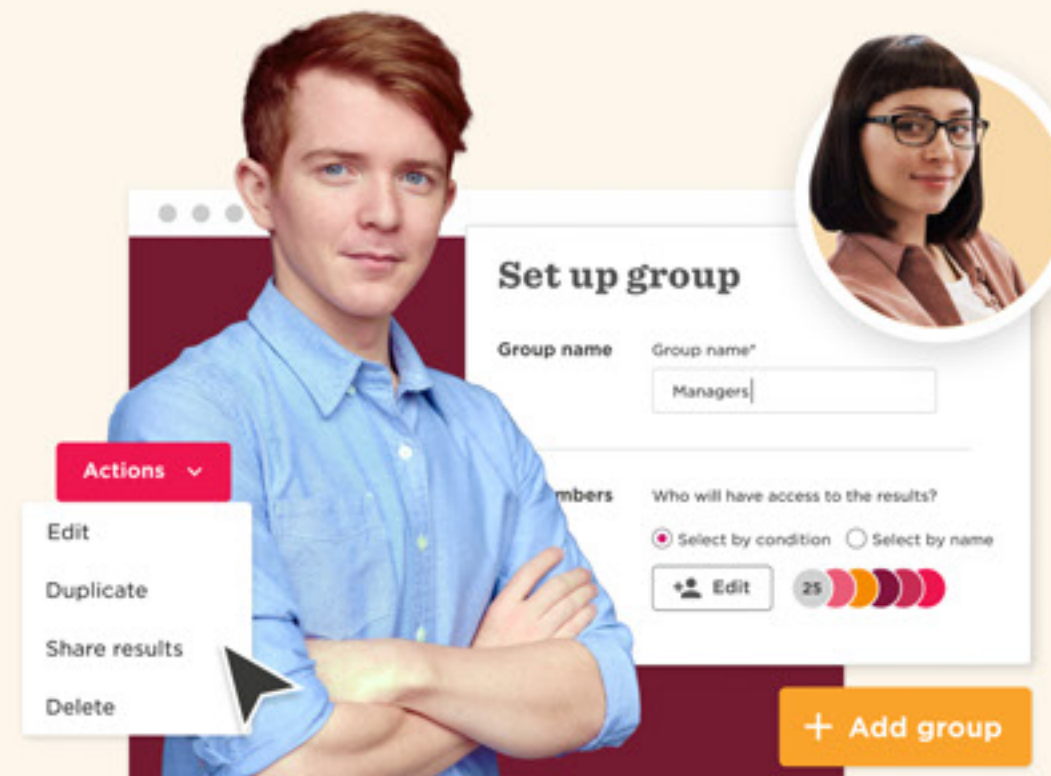 Set up group
Group name
Group name*
Managers
mbers
Who will have access to the results?
Select by condition
Select by name
Edit
25
Actions
Edit
Duplicate
Share results
Delete
+ Add group